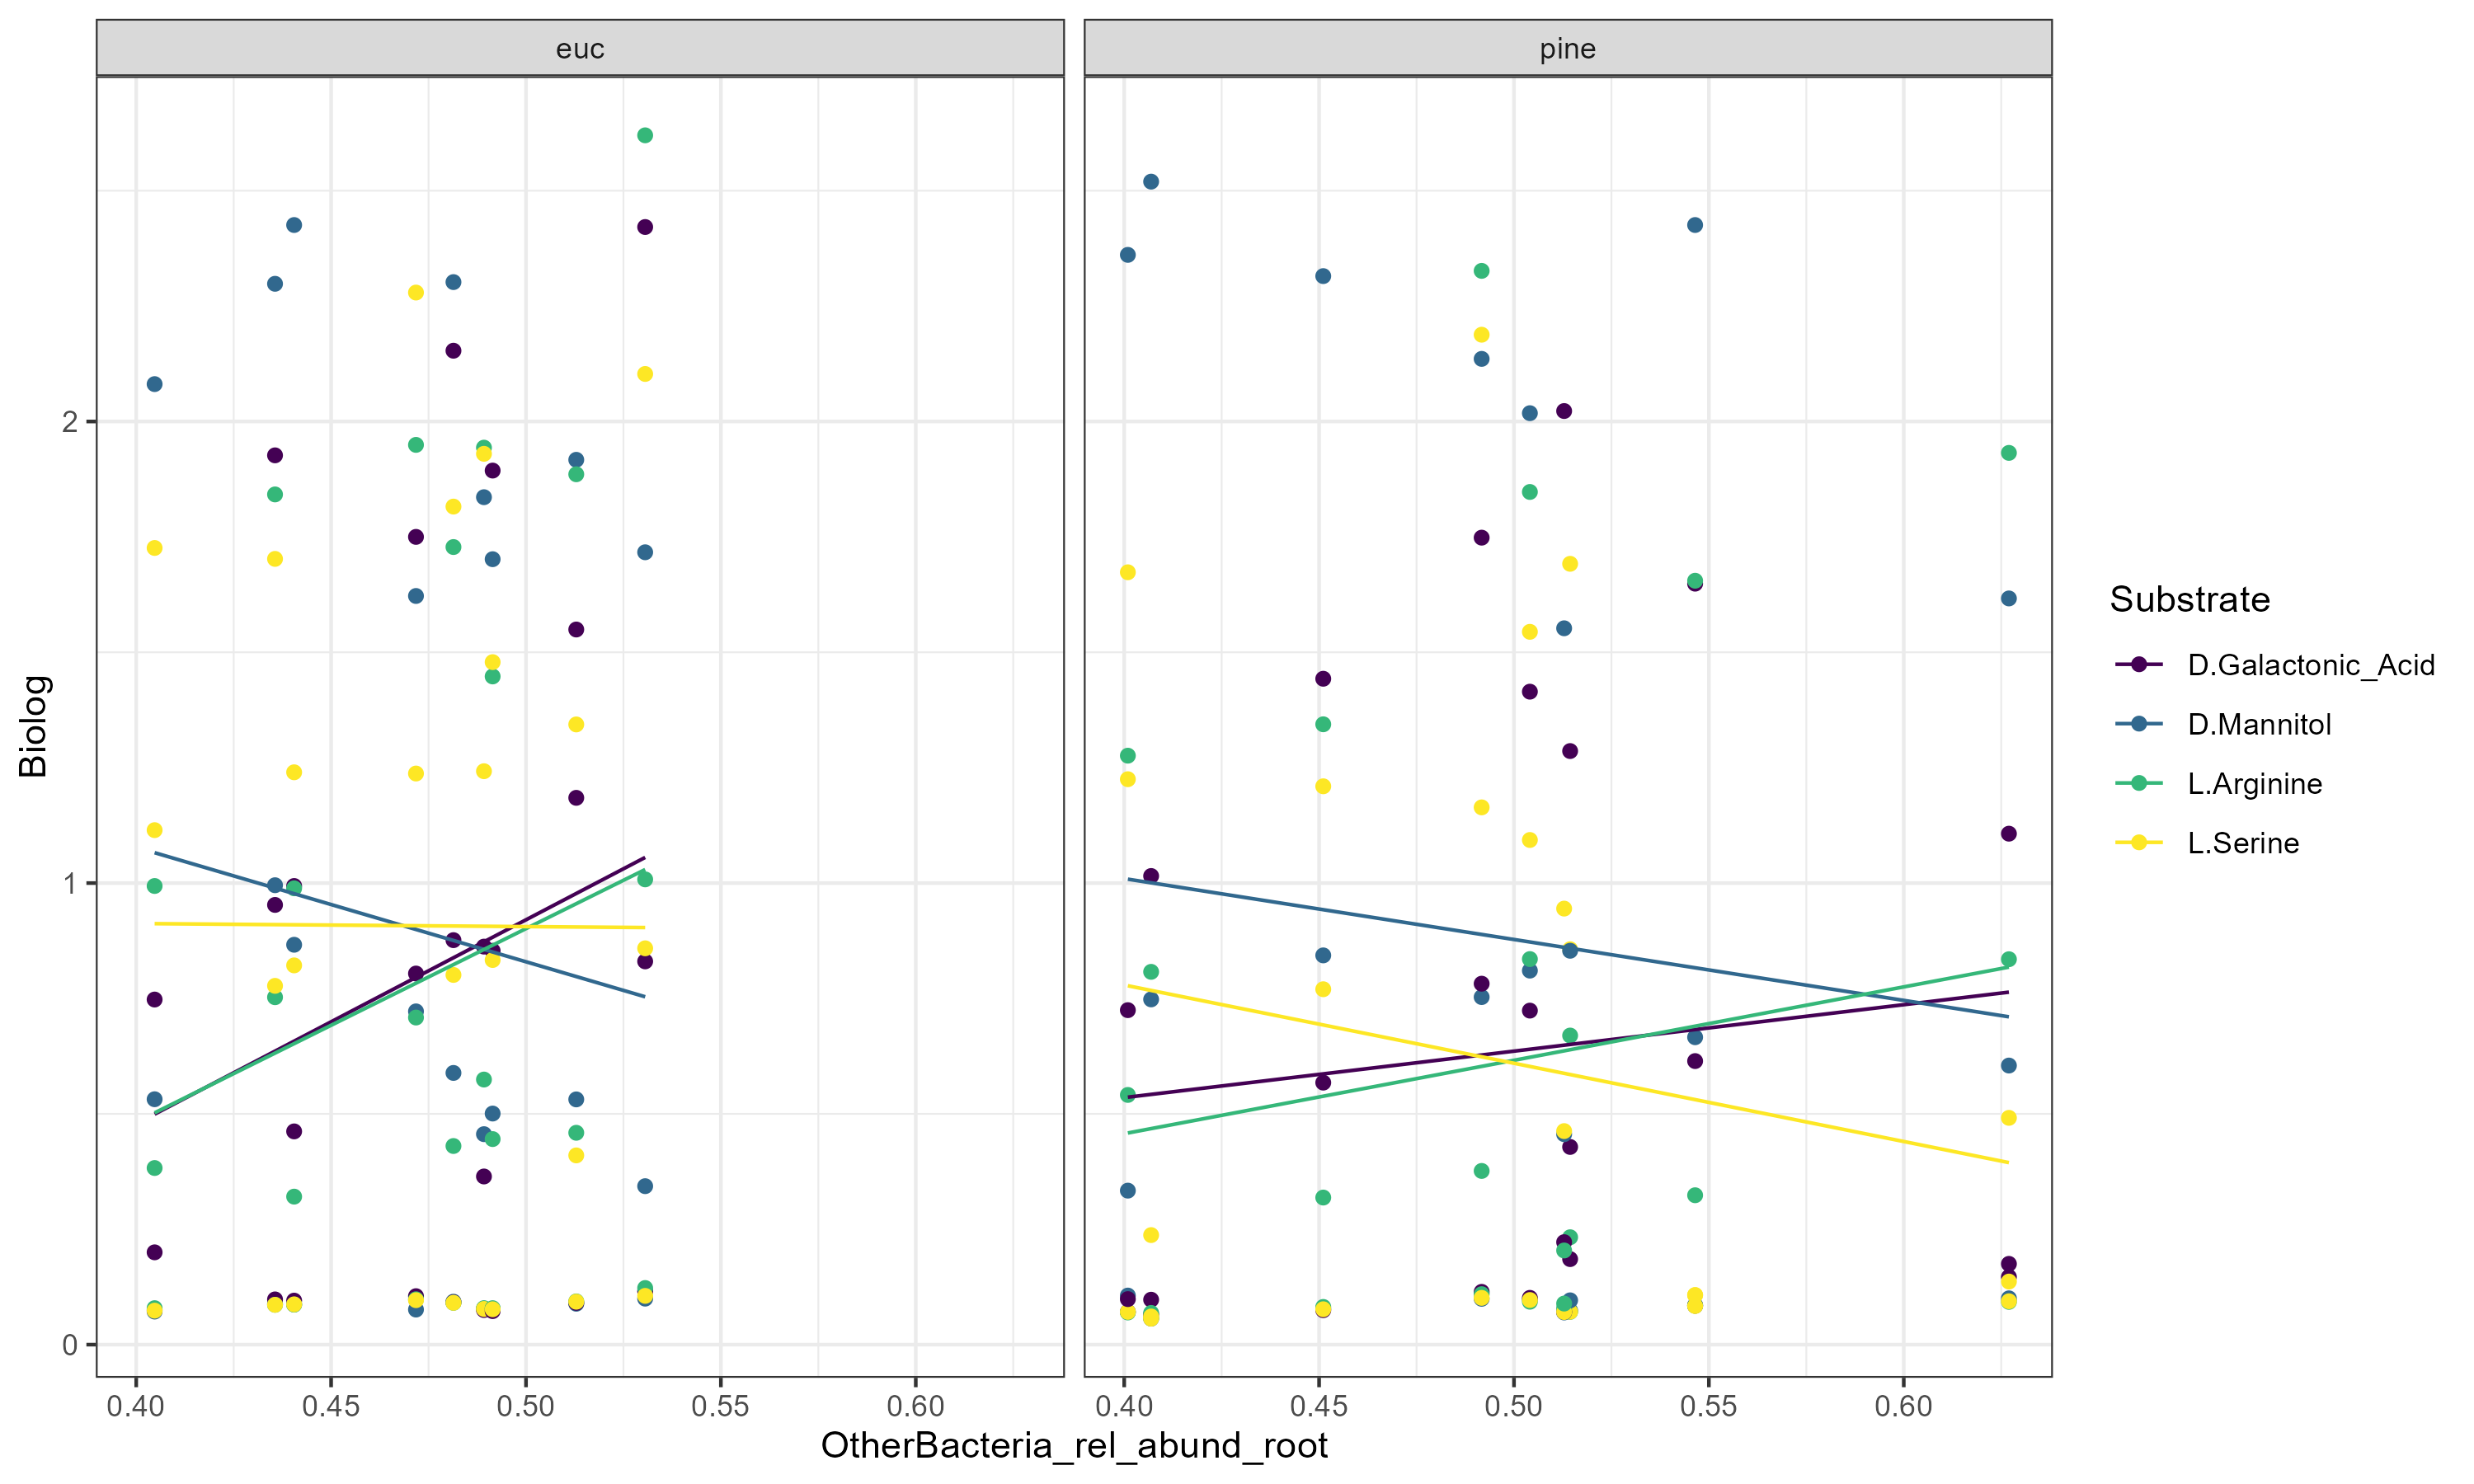 euc
pine
Biolog
2
1
0
0.40 0.45 0.50 0.55 0.60
0.40 0.45 0.50 0.55 0.60
OtherBacteria_rel_abund_root
Substrate
D.Galactonic_Acid
D.Mannitol
L.Arginine
L.Serine